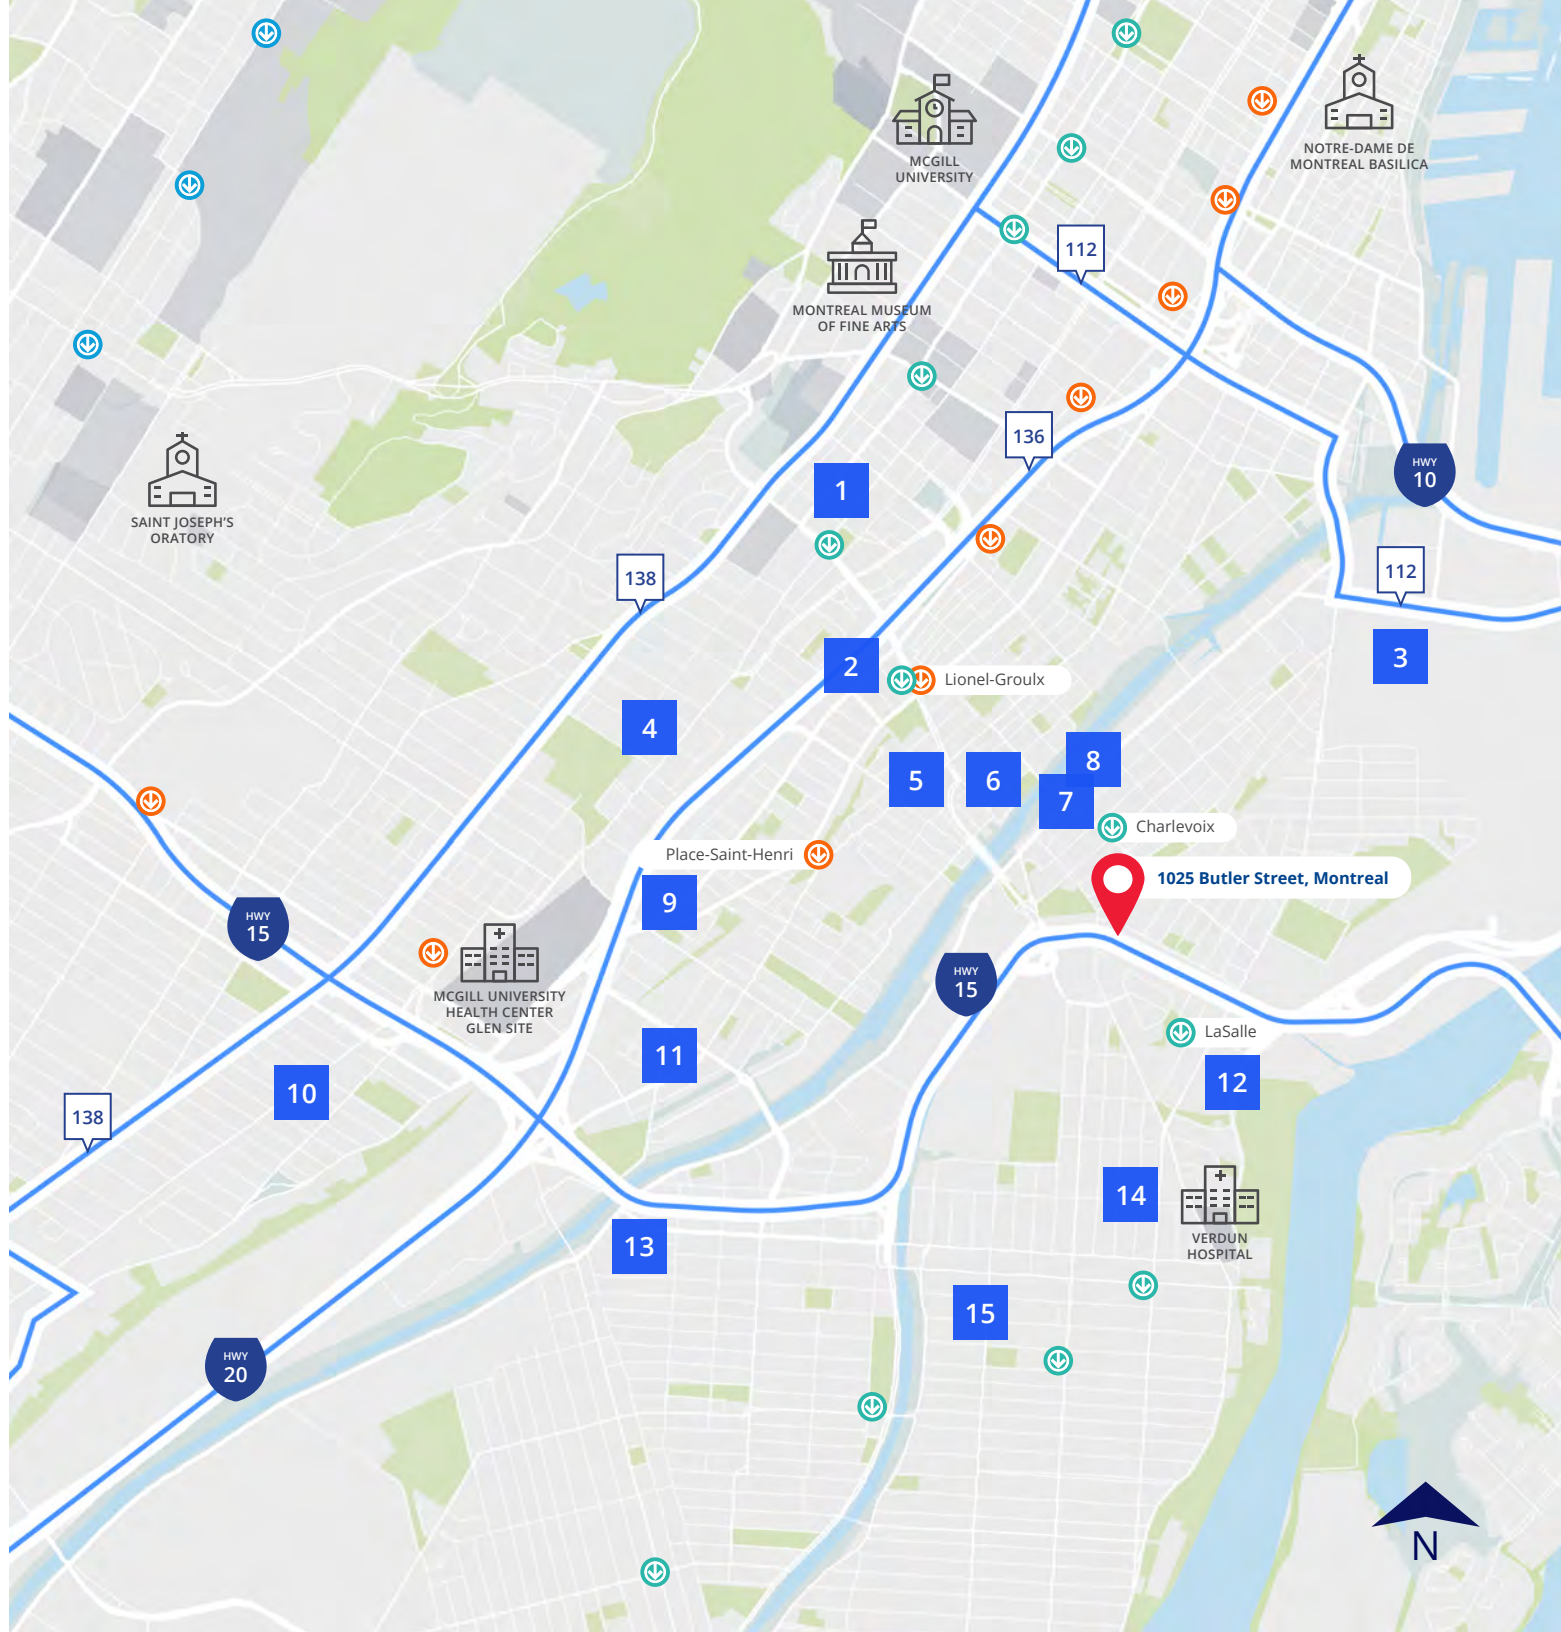 MCGILL
UNIVERSITY
NOTRE-DAME DE
MONTREAL BASILICA
112
MONTREAL MUSEUM
OF FINE ARTS
136
HWY
10
SAINT JOSEPH'S
ORATORY
1
138
112
2
Lionel-Groulx
3
4
5
6
8
7
Charlevoix
Place-Saint-Henri
1025 Butler Street, Montreal
9
HWY
15
HWY
15
MCGILL UNIVERSITY
HEALTH CENTER
GLEN SITE
LaSalle
11
12
10
138
14
VERDUN
HOSPITAL
13
15
HWY
20
N